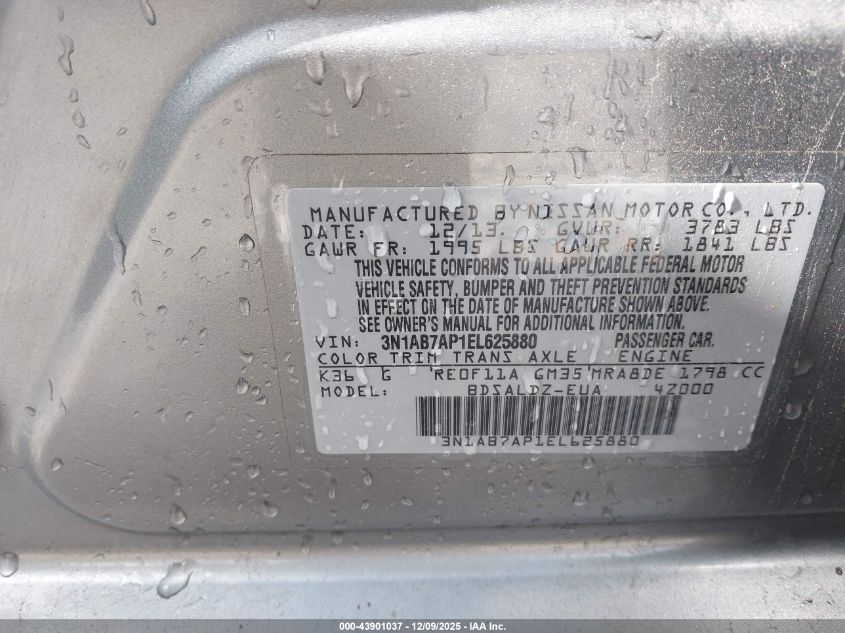 MANUFACTURED BY NISSAN MOTOR CO., LTD.
DATE: 12/13 GVWR: 3783 LBS
GAWR FR: 1995 LBS GAWR RR: 1841 LBS
THIS VEHICLE CONFORMS TO ALL APPLICABLE FEDERAL MOTOR
VEHICLE SAFETY, BUMPER AND THEFT PREVENTION STANDARDS
IN EFFECT ON THE DATE OF MANUFACTURE SHOWN ABOVE.
SEE OWNER'S MANUAL FOR ADDITIONAL INFORMATION.
VIN: 3N1AB7AP1EL625880 PASSENGER CAR.
COLOR TRIM TRANS AXLE ENGINE
K36 G RE0F11A GM35 MRA8DE 1798 CC
MODEL: BDSALDZ-EUA 4Z000
3N1AB7AP1EL625880
000-43901037 - 12/09/2025 - IAA Inc.